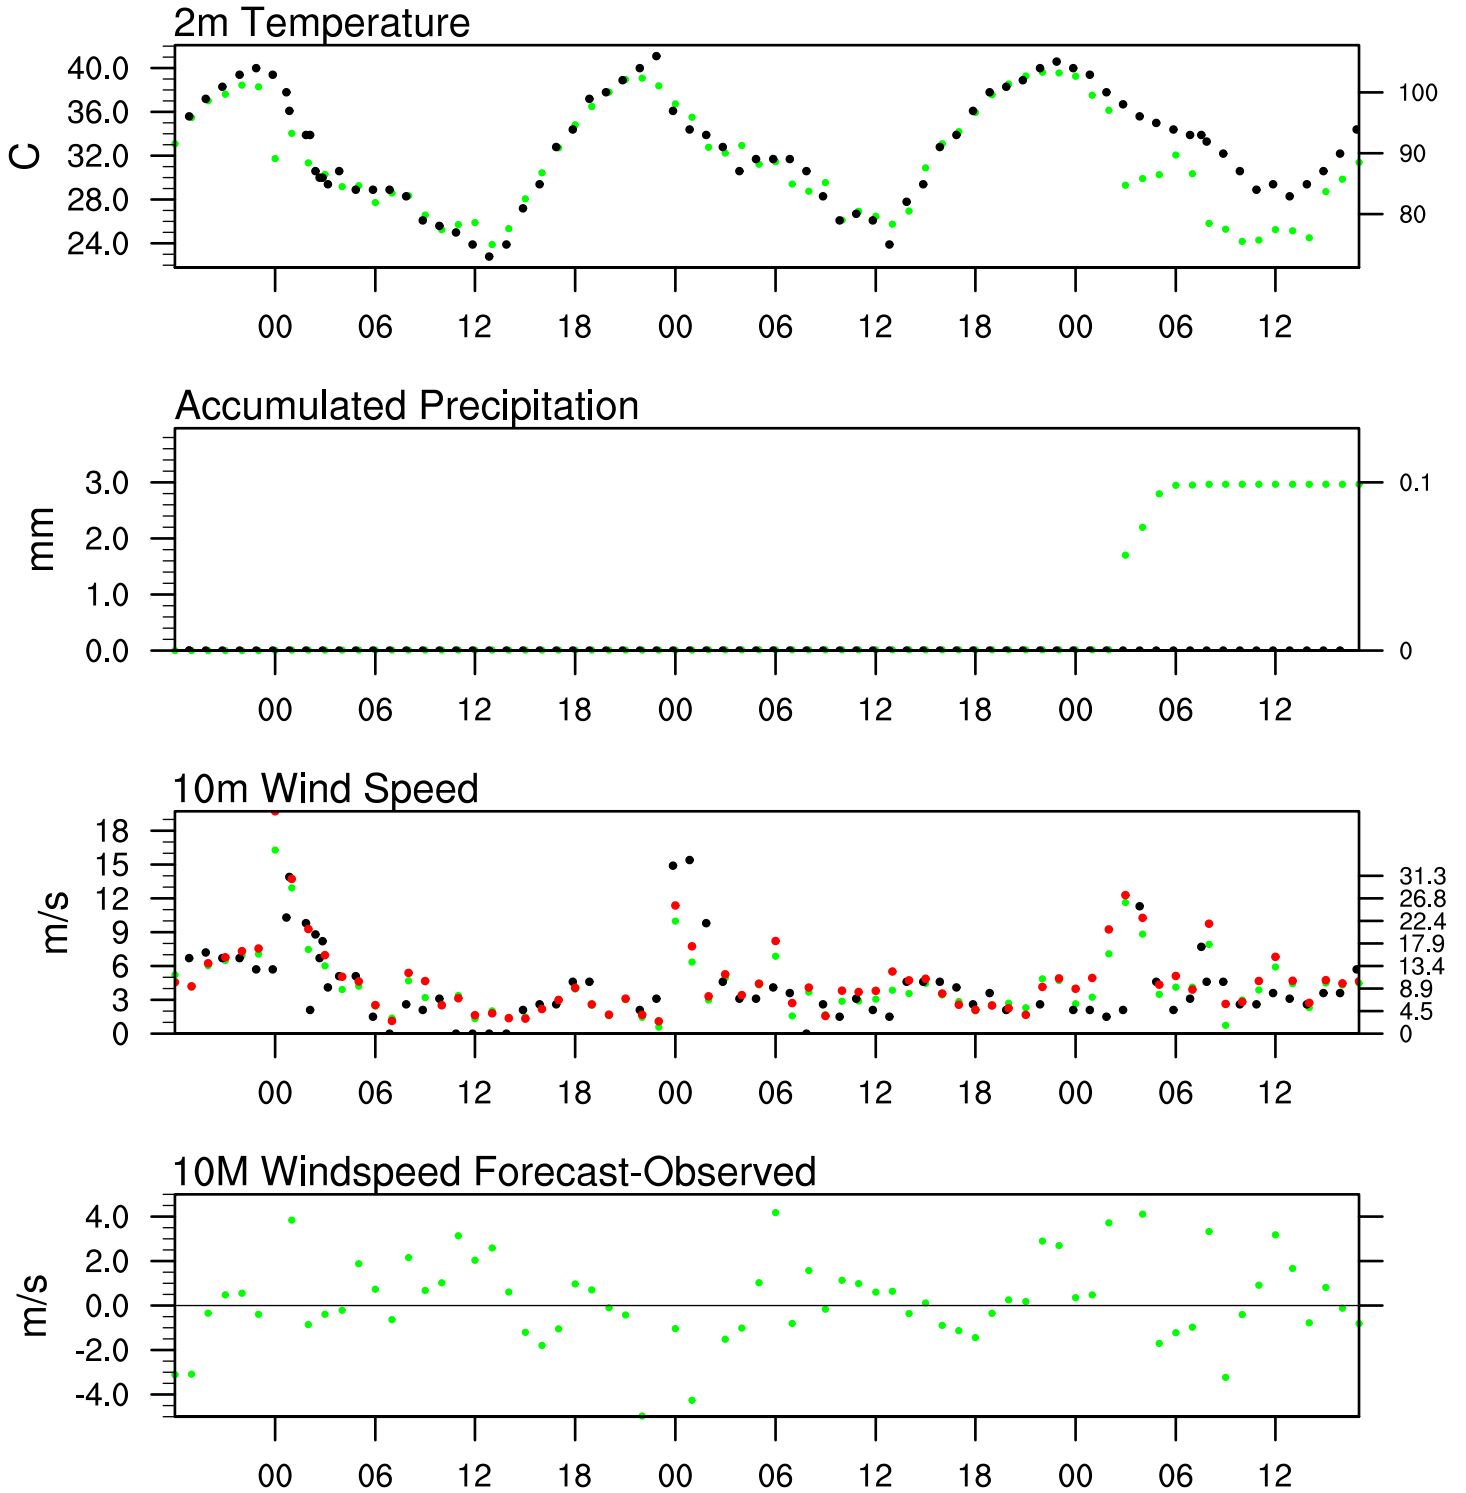 2m Temperature
40.0
36.0
32.0
28.0
24.0
C
100
90
80
00 06 12 18 00 06 12 18 00 06 12
Accumulated Precipitation
3.0
2.0
1.0
0.0
mm
0.1
0
00 06 12 18 00 06 12 18 00 06 12
10m Wind Speed
18
15
12
9
6
3
0
m/s
31.3
26.8
22.4
17.9
13.4
8.9
4.5
0
00 06 12 18 00 06 12 18 00 06 12
10M Windspeed Forecast-Observed
4.0
2.0
0.0
-2.0
-4.0
m/s
00 06 12 18 00 06 12 18 00 06 12